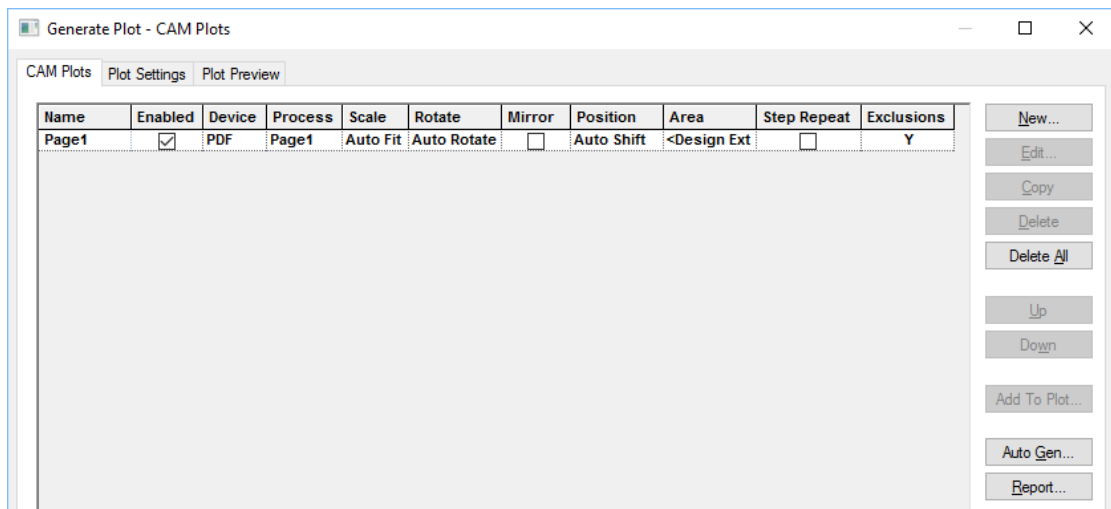 Generate Plot - CAM Plots
CAM Plots Plot Settings Plot Preview
Name Enabled Device Process Scale Rotate Mirror Position Area Step Repeat Exclusions
Page1 PDF Page1 Auto Fit Auto Rotate Auto Shift <Design Ext Y
New...
Edit...
Copy
Delete
Delete All
Up
Down
Add To Plot...
Auto Gen...
Report...